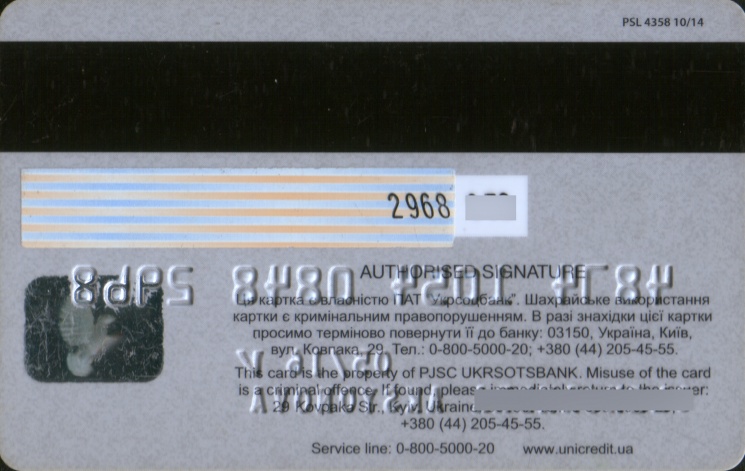 PSL 4358 10/14
2968
AUTHORISED SIGNATURE
Ця картка є власністю ПАТ "Укрсоцбанк". Шахрайське використання
картки є кримінальним правопорушенням. В разі знахідки цієї картки
просимо терміново повернути її до банку: 03150, Україна, Київ,
вул. Ковпака, 29. Тел.: 0-800-5000-20; +380 (44) 205-45-55.
This card is the property of PJSC UKRSOTSBANK. Misuse of the card
is a criminal offence. If found, please immediately return to the issuer:
29 Kovpaka Str., Kyiv, Ukraine
+380 (44) 205-45-55.
Service line: 0-800-5000-20 www.unicredit.ua